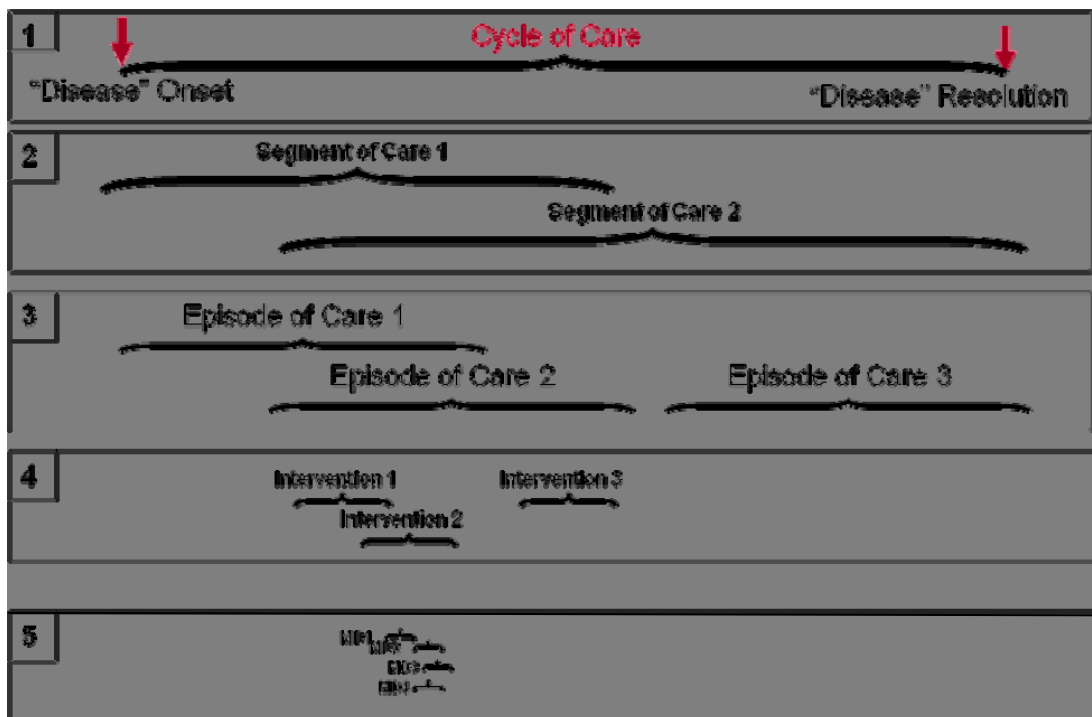 1
Cycle of Care
"Disease" Onset
"Disease" Resolution
2
Segment of Care 1
Segment of Care 2
3
Episode of Care 1
Episode of Care 2
Episode of Care 3
4
Intervention 1
Intervention 3
Intervention 2
5